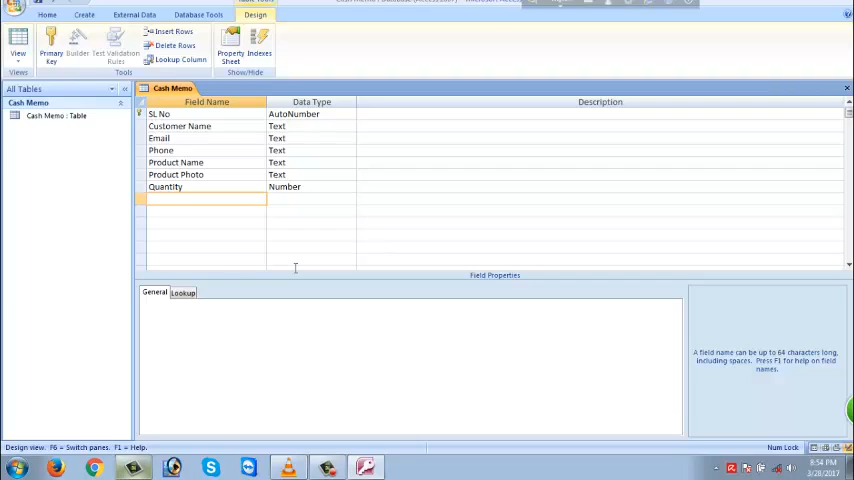 Home Create External Data Database Tools Design
View
Primary Key
Builder
Test Validation Rules
Insert Rows
Delete Rows
Lookup Column
Property Sheet
Indexes
Views Tools Show/Hide
All Tables
Cash Memo
Cash Memo : Table
Cash Memo
Field Name Data Type Description
SL No AutoNumber
Customer Name Text
Email Text
Phone Text
Product Name Text
Product Photo Text
Quantity Number
Field Properties
General Lookup
A field name can be up to 64 characters long,
including spaces. Press F1 for help on field
names.
Design view. F6 = Switch panes. F1 = Help.
Num Lock
8:54 PM
3/28/2017